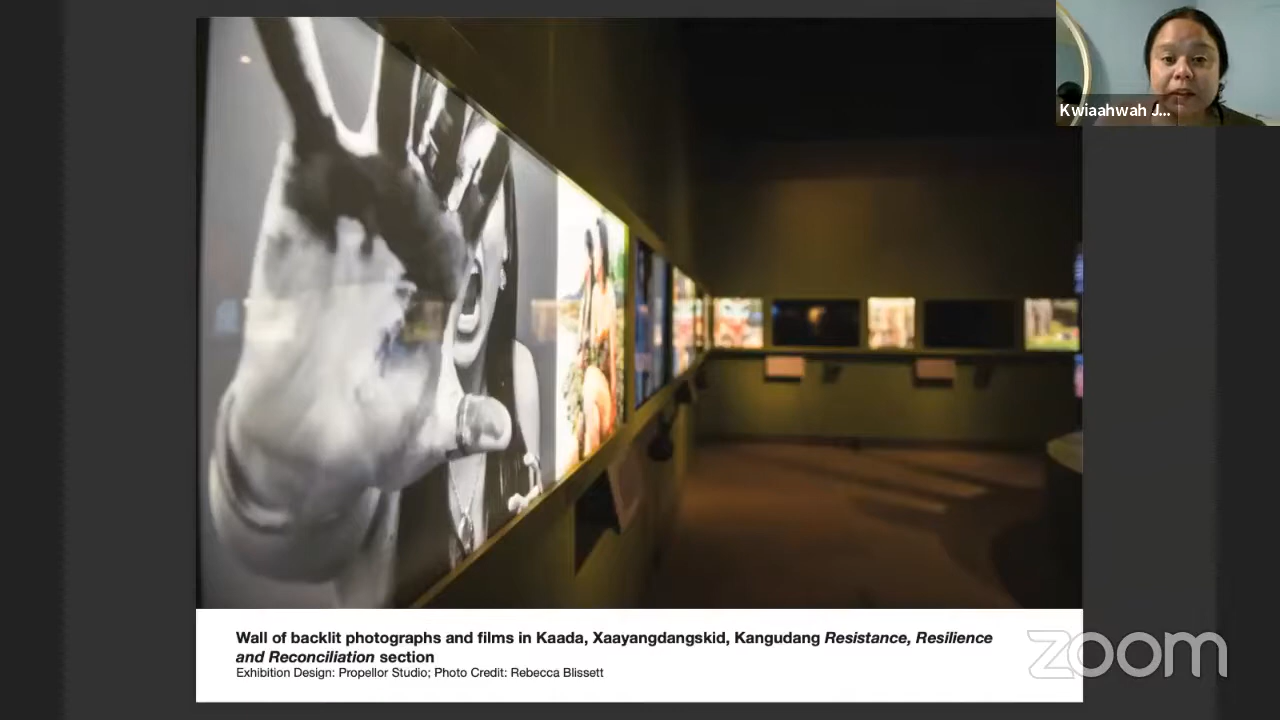 Kwiaahwah J...
Wall of backlit photographs and films in Kaada, Xaayangdangskid, Kangudang Resistance, Resilience
and Reconciliation section
Exhibition Design: Propellor Studio; Photo Credit: Rebecca Blissett
zoom